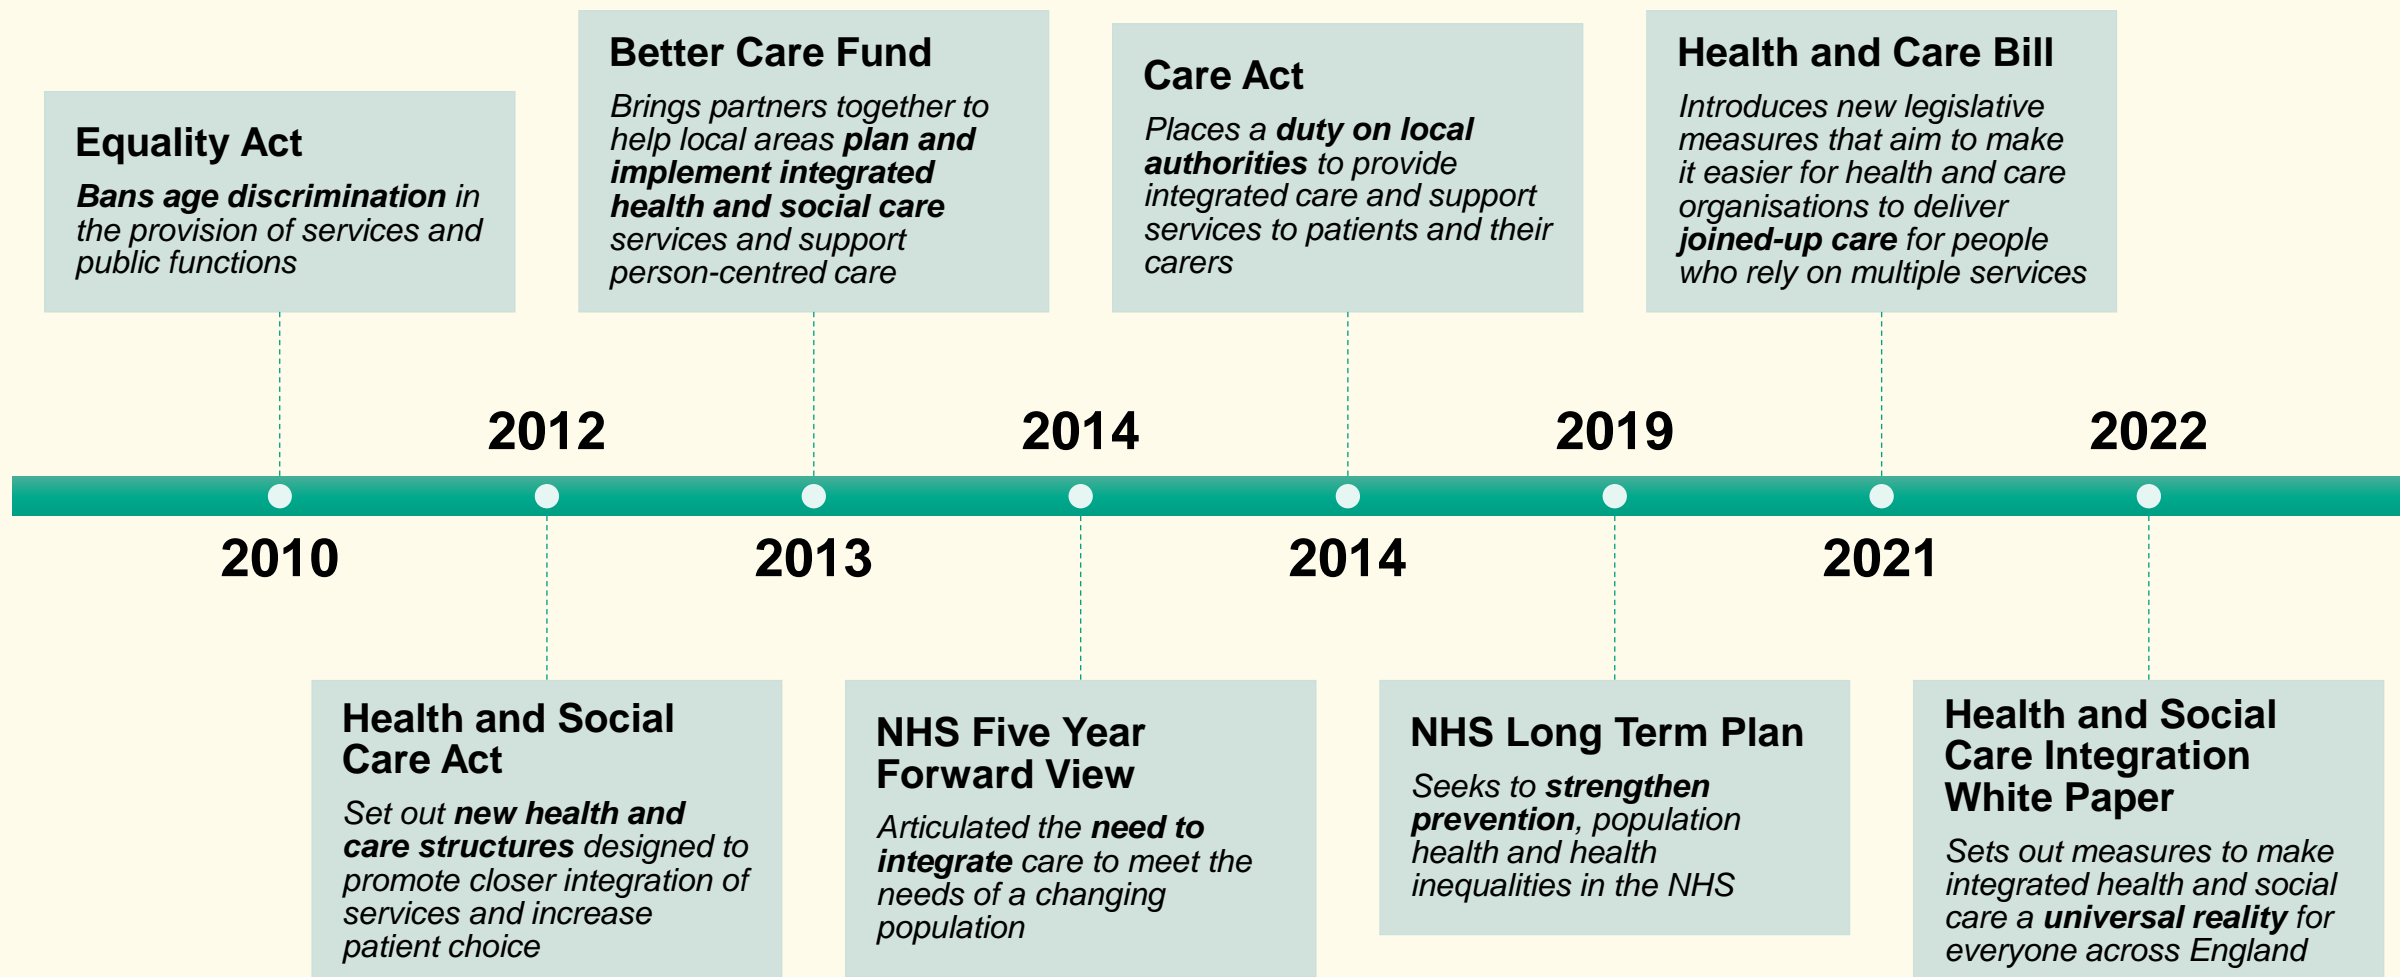 Equality Act
Bans age discrimination in
the provision of services and
public functions
2010
2012
Health and Social
Care Act
Set out new health and
care structures designed to
promote closer integration of
services and increase
patient choice
Better Care Fund
Brings partners together to
help local areas plan and
implement integrated
health and social care
services and support
person-centred care
2013
2014
NHS Five Year
Forward View
Articulated the need to
integrate care to meet the
needs of a changing
population
Care Act
Places a duty on local
authorities to provide
integrated care and support
services to patients and their
carers
2014
2019
NHS Long Term Plan
Seeks to strengthen
prevention, population
health and health
inequalities in the NHS
Health and Care Bill
Introduces new legislative
measures that aim to make
it easier for health and care
organisations to deliver
joined-up care for people
who rely on multiple services
2021
2022
Health and Social
Care Integration
White Paper
Sets out measures to make
integrated health and social
care a universal reality for
everyone across England